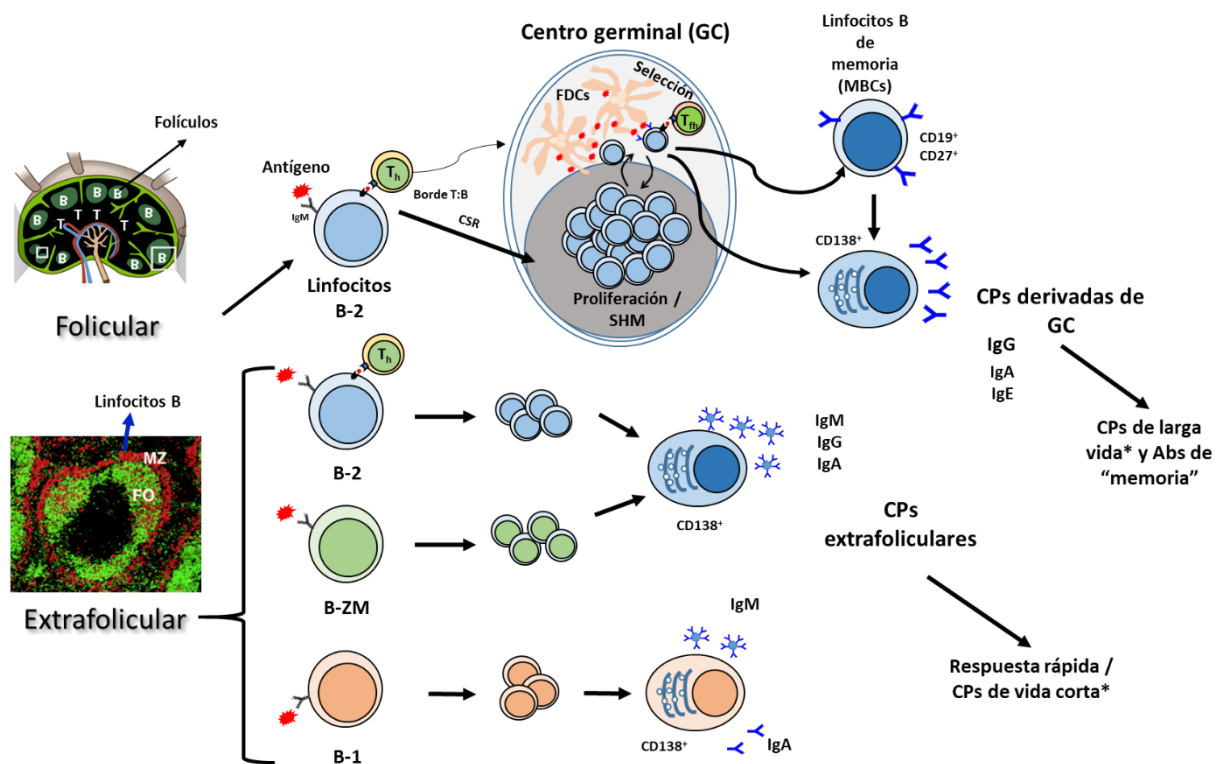 Centro germinal (GC)
Selección
FDCs
Tfh
Linfocitos B
de
memoria
(MBCs)
CD19⁺
CD27⁺
Folículos
B
B
B
B
B
B
B
B
T
T
T
T
T
Folicular
Antígeno
IgM
Th
Borde T:B
CSR
Linfocitos
B-2
Proliferación /
SHM
CD138⁺
CPs derivadas de
GC
IgG
IgA
IgE
CPs de larga
vida* y Abs de
“memoria”
Linfocitos B
MZ
FO
Extrafolicular
Th
B-2
B-ZM
B-1
IgM
IgG
IgA
CD138⁺
CPs
extrafoliculares
IgM
CD138⁺
IgA
Respuesta rápida /
CPs de vida corta*